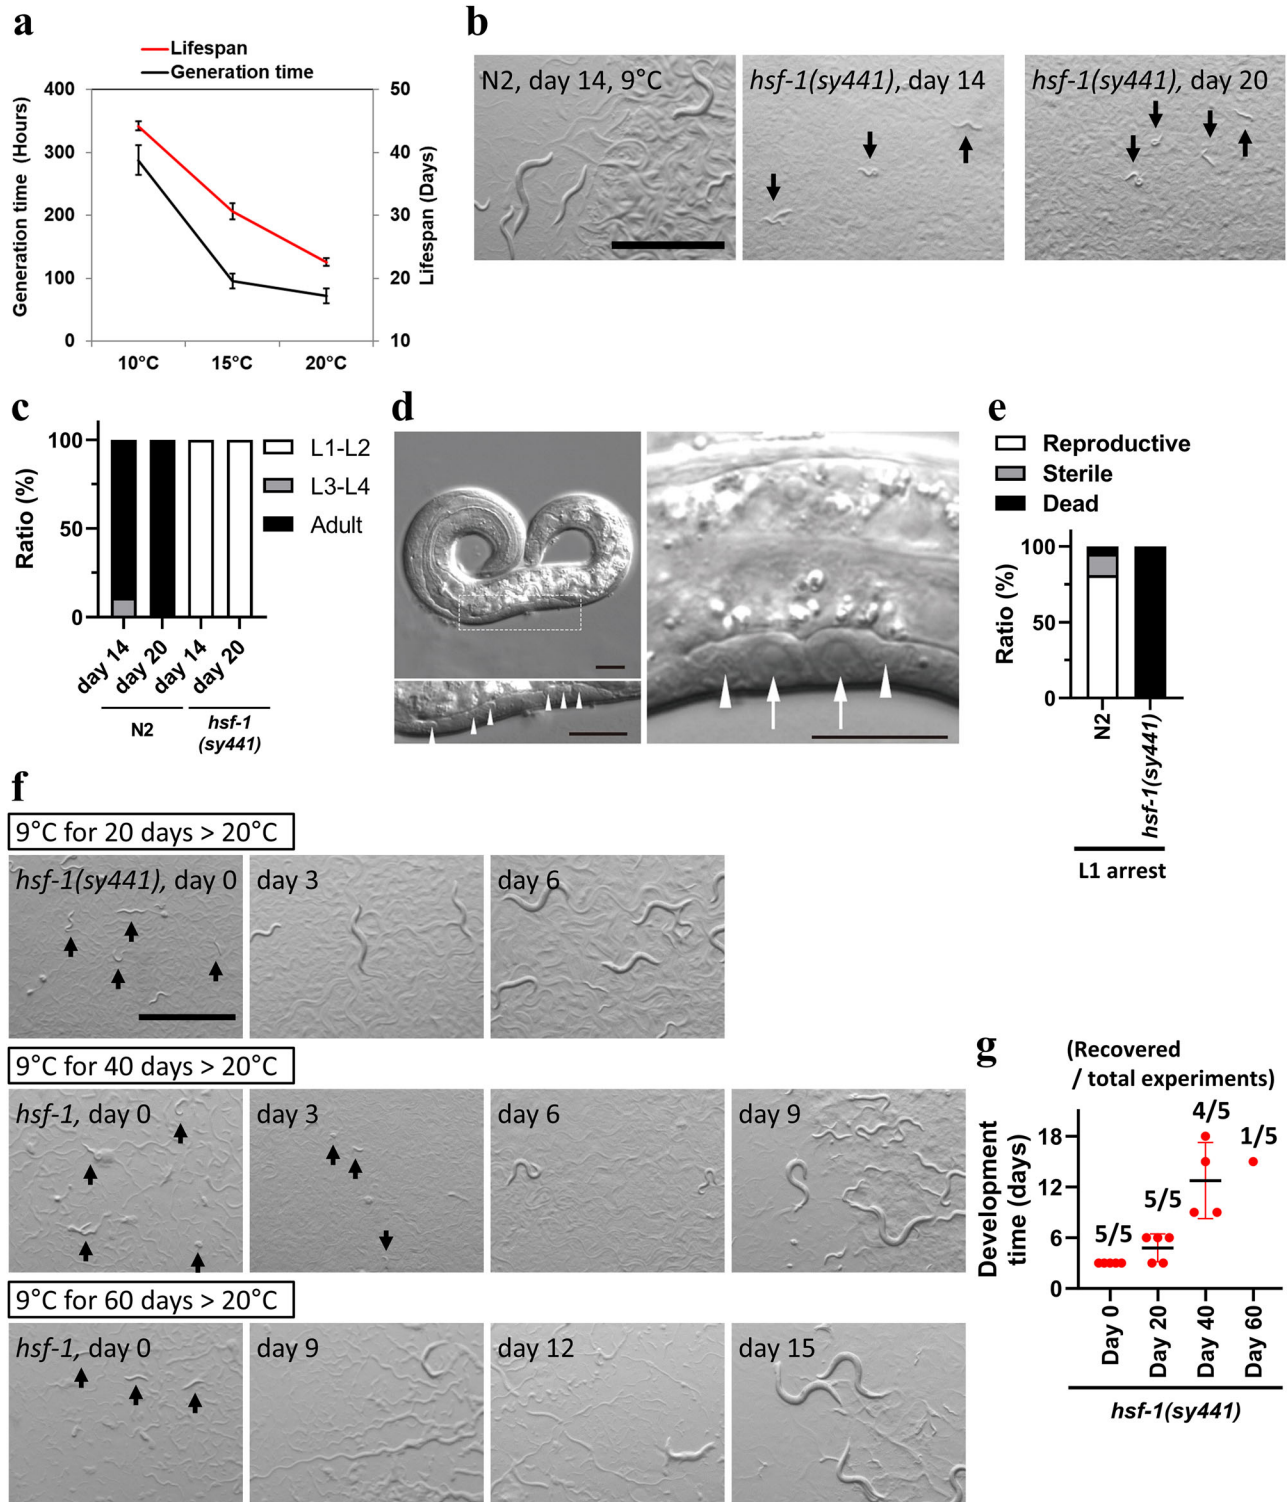 a
Lifespan
Generation time
Generation time (Hours)
400
300
200
100
0
50
40
30
20
10
Lifespan (Days)
10°C
15°C
20°C
b
N2, day 14, 9°C
hsf-1(sy441), day 14
hsf-1(sy441), day 20
c
Ratio (%)
100
50
0
L1-L2
L3-L4
Adult
day 14
day 20
day 14
day 20
N2
hsf-1
(sy441)
d
e
Reproductive
Sterile
Dead
Ratio (%)
100
50
0
N2
hsf-1(sy441)
L1 arrest
f
9°C for 20 days > 20°C
hsf-1(sy441), day 0
day 3
day 6
9°C for 40 days > 20°C
hsf-1, day 0
day 3
day 6
day 9
9°C for 60 days > 20°C
hsf-1, day 0
day 9
day 12
day 15
g
(Recovered
/ total experiments)
Development
time (days)
18
12
6
0
5/5
5/5
4/5
1/5
Day 0
Day 20
Day 40
Day 60
hsf-1(sy441)